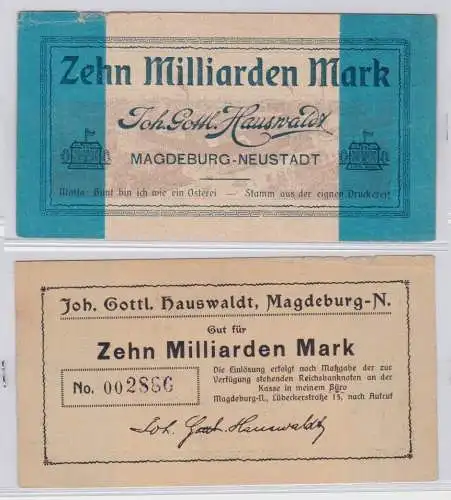 Zehn Milliarden Mark
Joh. Gottl. Hauswaldt
MAGDEBURG-NEUSTADT
Motto: Bunt bin ich wie ein Osterei — Stamm aus der eignen Druckerei!
Joh. Gottl. Hauswaldt, Magdeburg-N.
Gut für
Zehn Milliarden Mark
Die Einlösung erfolgt nach Maßgabe der zur
Verfügung stehenden Reichsbanknoten an der
Kasse in meinem Büro
Magdeburg-N., Lübeckerstraße 15, nach Aufruf
No. 002866
Joh. Gottl. Hauswaldt